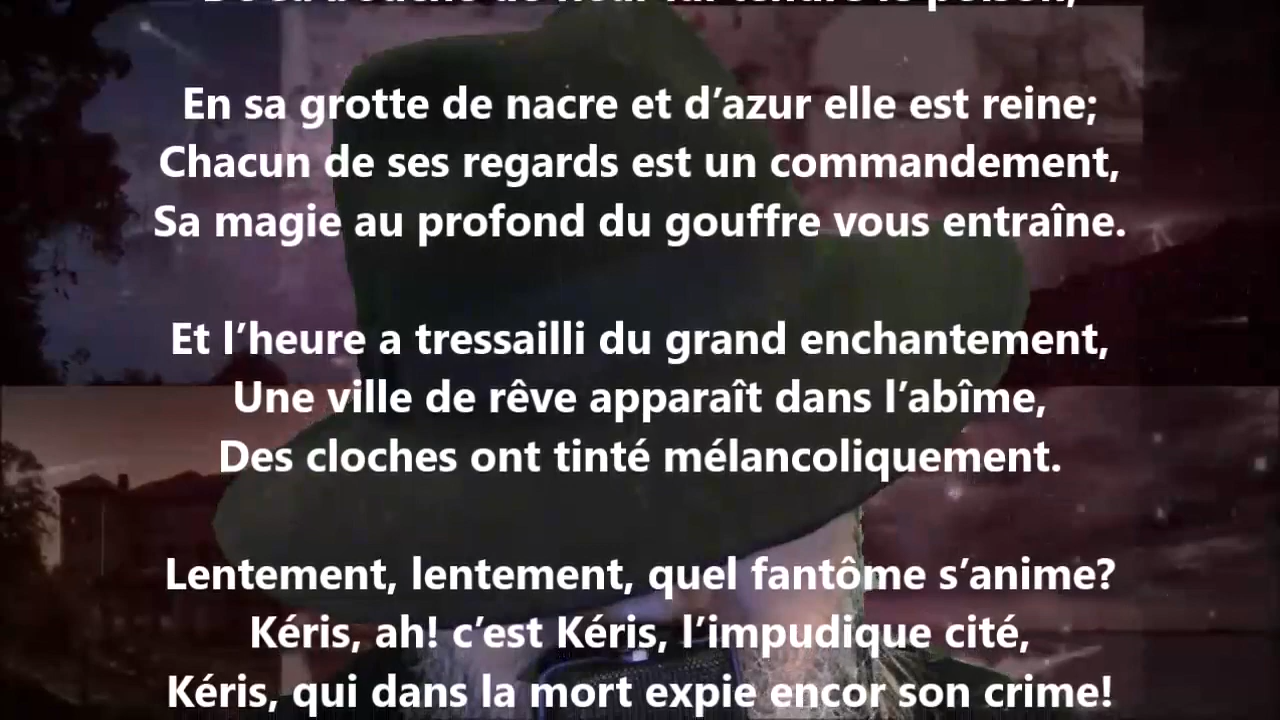 En sa grotte de nacre et d’azur elle est reine;
Chacun de ses regards est un commandement,
Sa magie au profond du gouffre vous entraîne.
Et l’heure a tressailli du grand enchantement,
Une ville de rêve apparaît dans l’abîme,
Des cloches ont tinté mélancoliquement.
Lentement, lentement, quel fantôme s’anime?
Kéris, ah! c’est Kéris, l’impudique cité,
Kéris, qui dans la mort expie encor son crime!